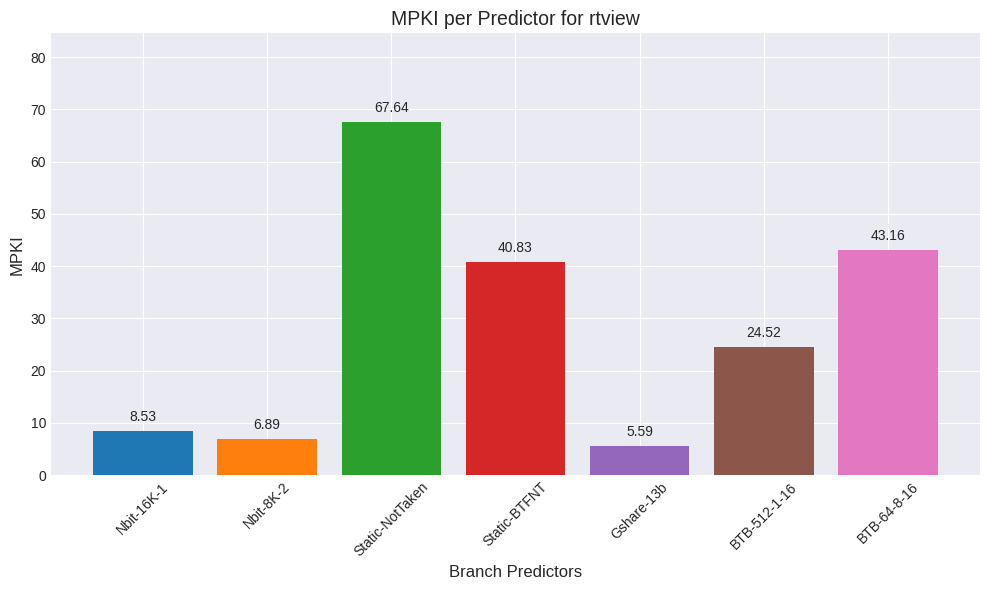 MPKI per Predictor for rtview
MPKI
80
70
60
50
40
30
20
10
0
8.53
6.89
67.64
40.83
5.59
24.52
43.16
Nbit-16K-1
Nbit-8K-2
Static-NotTaken
Static-BTFNT
Gshare-13b
BTB-512-1-16
BTB-64-8-16
Branch Predictors